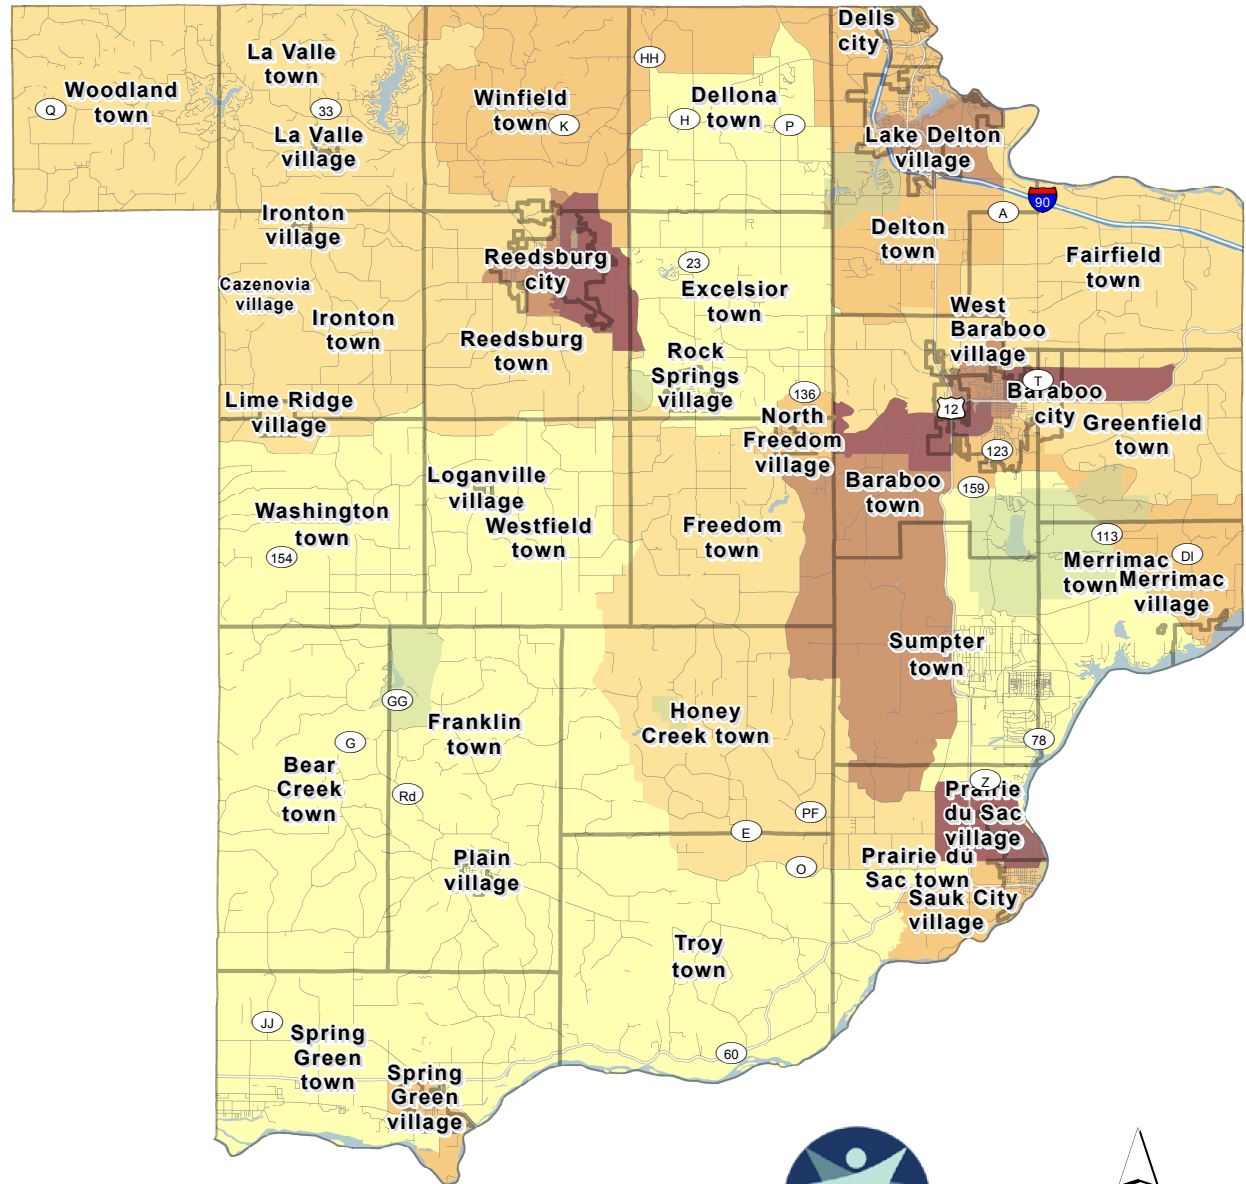 Dells
city
La Valle
town
HH
Woodland
town
Q
33
Winfield
town
K
Dellona
town
H
P
La Valle
village
Lake Delton
village
90
A
Ironton
village
Delton
town
Reedsburg
city
23
Fairfield
town
Cazenovia
village
Excelsior
town
Ironton
town
West
Baraboo
village
Reedsburg
town
Rock
Springs
village
T
Baraboo
city
136
12
Lime Ridge
village
North
Freedom
village
Greenfield
town
123
Loganville
village
Baraboo
town
159
Washington
town
Westfield
town
Freedom
town
154
113
DI
Merrimac
town
Merrimac
village
Sumpter
town
GG
Franklin
town
Honey
Creek town
G
78
Bear
Creek
town
Rd
Z
Prairie
du Sac
village
PF
E
Plain
village
O
Prairie du
Sac town
Sauk City
village
Troy
town
JJ
Spring
Green
town
60
Spring
Green
village